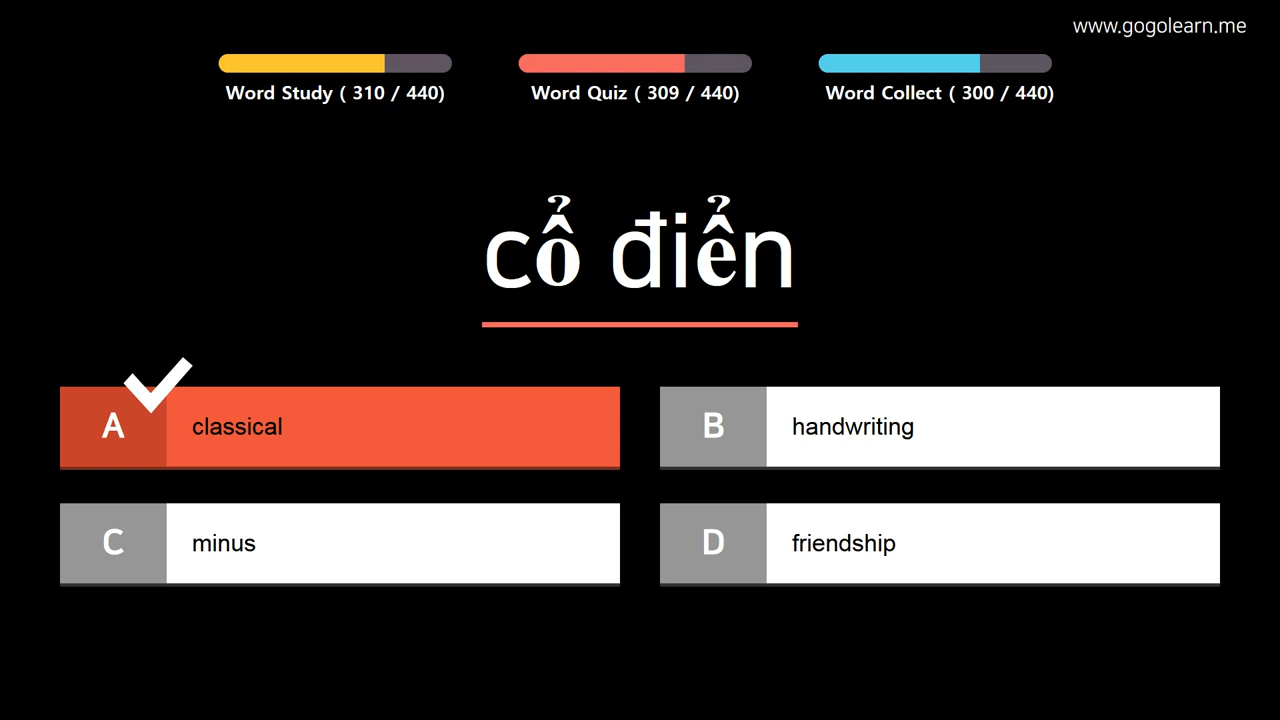 www.gogolearn.me
Word Study ( 310 / 440)
Word Quiz ( 309 / 440)
Word Collect ( 300 / 440)
cổ điển
A classical
B handwriting
C minus
D friendship